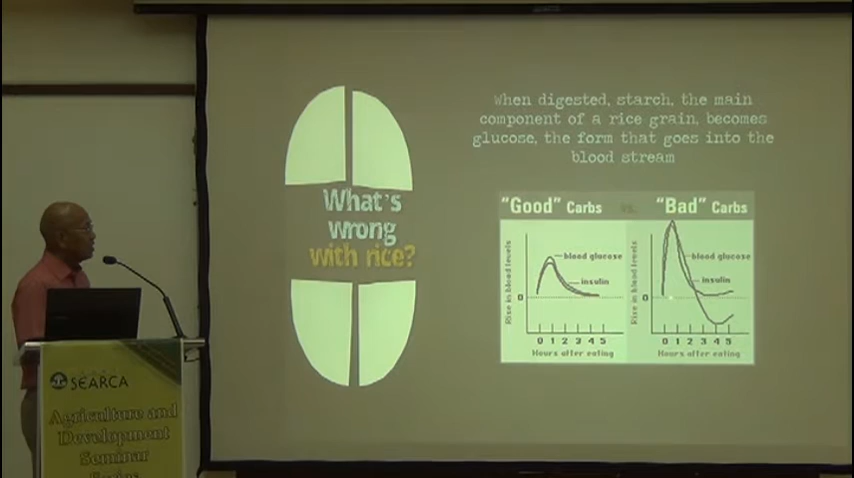 When digested, starch, the main
component of a rice grain, becomes
glucose, the form that goes into the
blood stream
What's
wrong
with rice?
"Good" Carbs vs. "Bad" Carbs
Rise in blood levels
blood glucose
insulin
0
0 1 2 3 4 5
Hours after eating
Rise in blood levels
blood glucose
insulin
0
0 1 2 3 4 5
Hours after eating
SEARCA
Agriculture and
Development
Seminar
Series